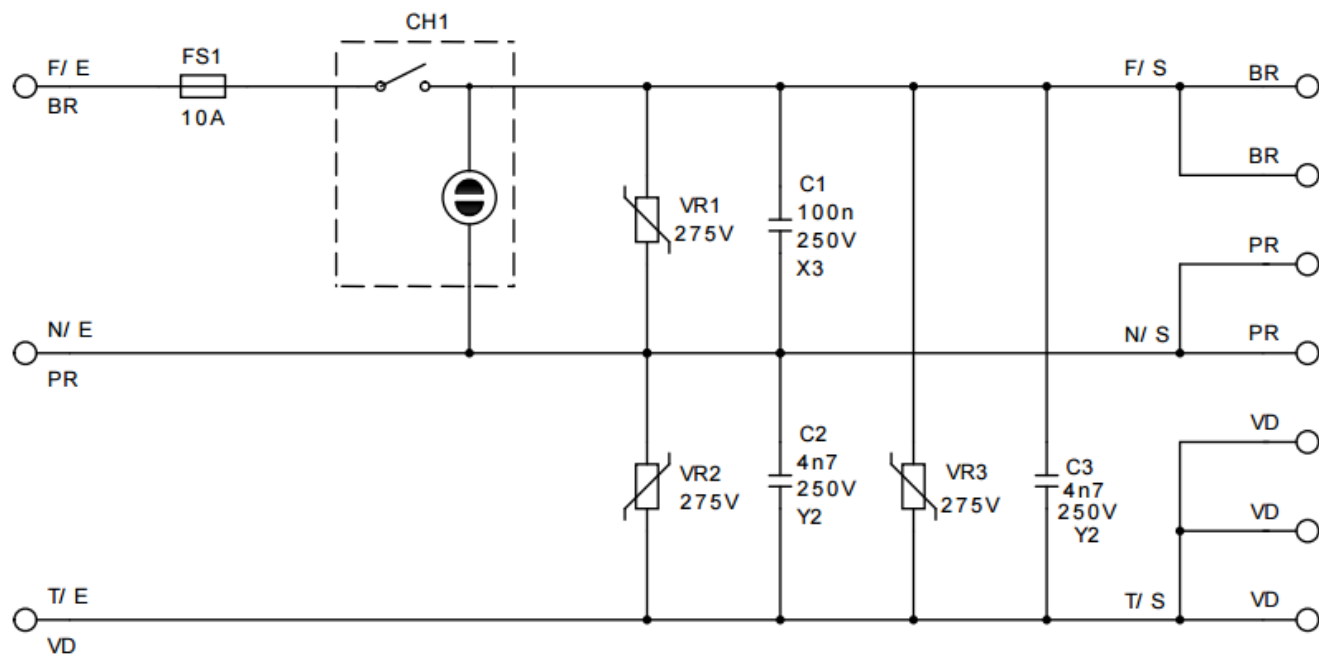 CH1
FS1
F/ E
BR
10A
F/ S
BR
BR
C1
100n
250V
X3
VR1
275V
PR
N/ E
PR
N/ S
PR
VD
C2
4n7
250V
Y2
VR2
275V
VR3
275V
C3
4n7
250V
Y2
VD
T/ E
VD
T/ S
VD